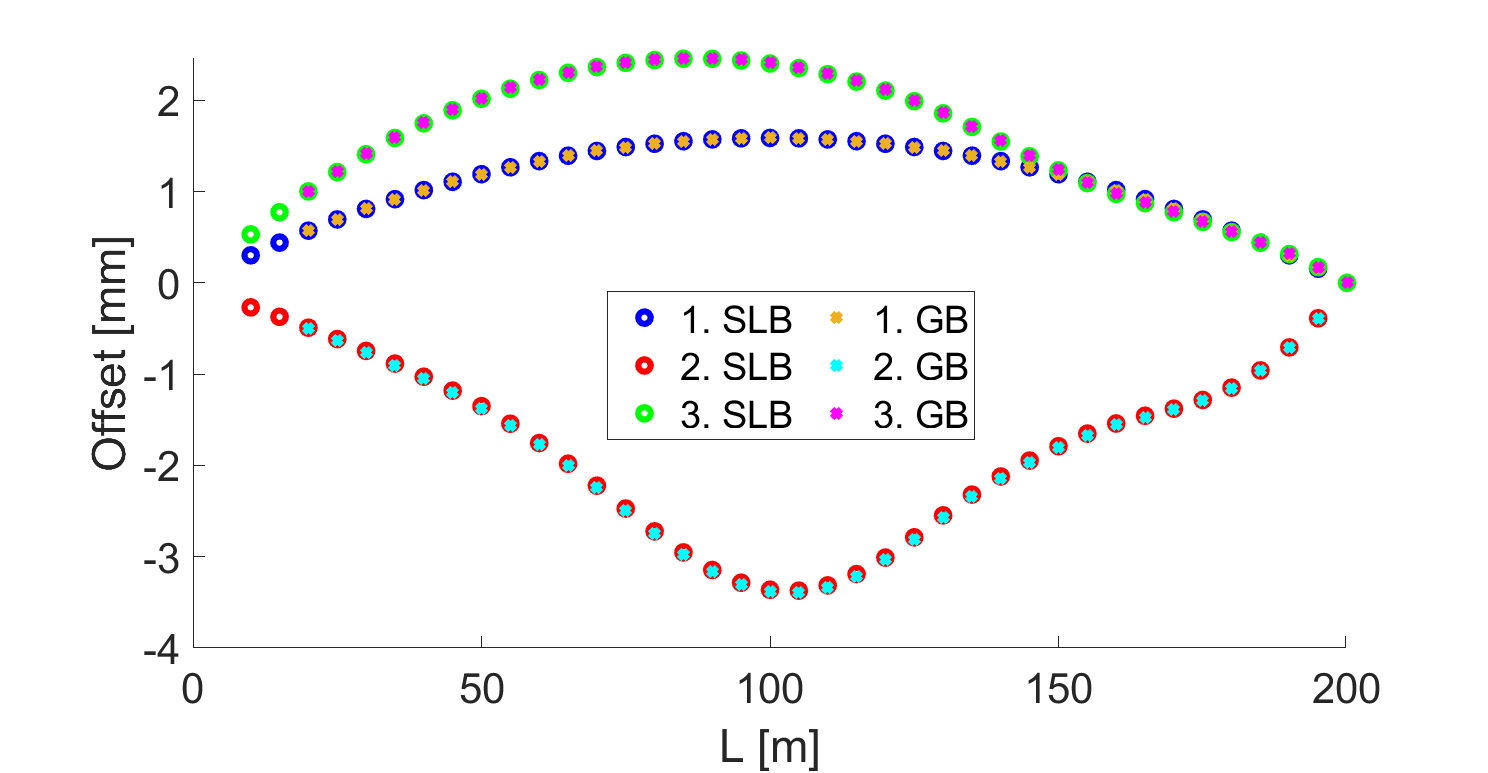 2
1
0
-1
-2
-3
-4
Offset [mm]
1. SLB 1. GB
2. SLB 2. GB
3. SLB 3. GB
0 50 100 150 200
L [m]